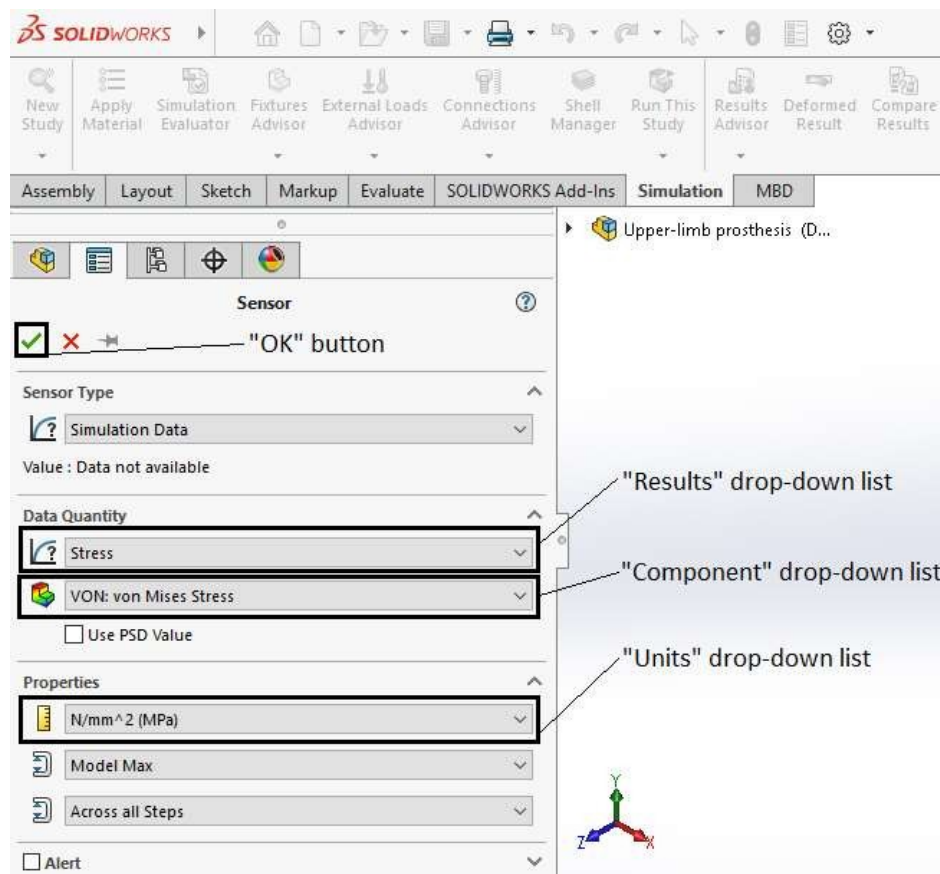 SOLIDWORKS
New Study
Apply Material
Simulation Evaluator
Fixtures Advisor
External Loads Advisor
Connections Advisor
Shell Manager
Run This Study
Results Advisor
Deformed Result
Compare Results
Assembly Layout Sketch Markup Evaluate SOLIDWORKS Add-Ins Simulation MBD
Upper-limb prosthesis (D...
Sensor
"OK" button
Sensor Type
Simulation Data
Value : Data not available
"Results" drop-down list
Data Quantity
Stress
"Component" drop-down list
VON: von Mises Stress
Use PSD Value
"Units" drop-down list
Properties
N/mm^2 (MPa)
Model Max
Across all Steps
Y
Z X
Alert